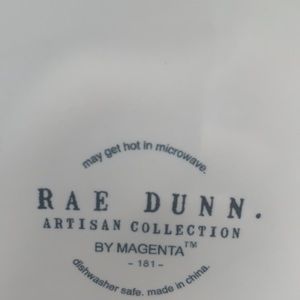 may get hot in microwave.
RAE DUNN.
ARTISAN COLLECTION
BY MAGENTA™
- 181 -
dishwasher safe. made in china.